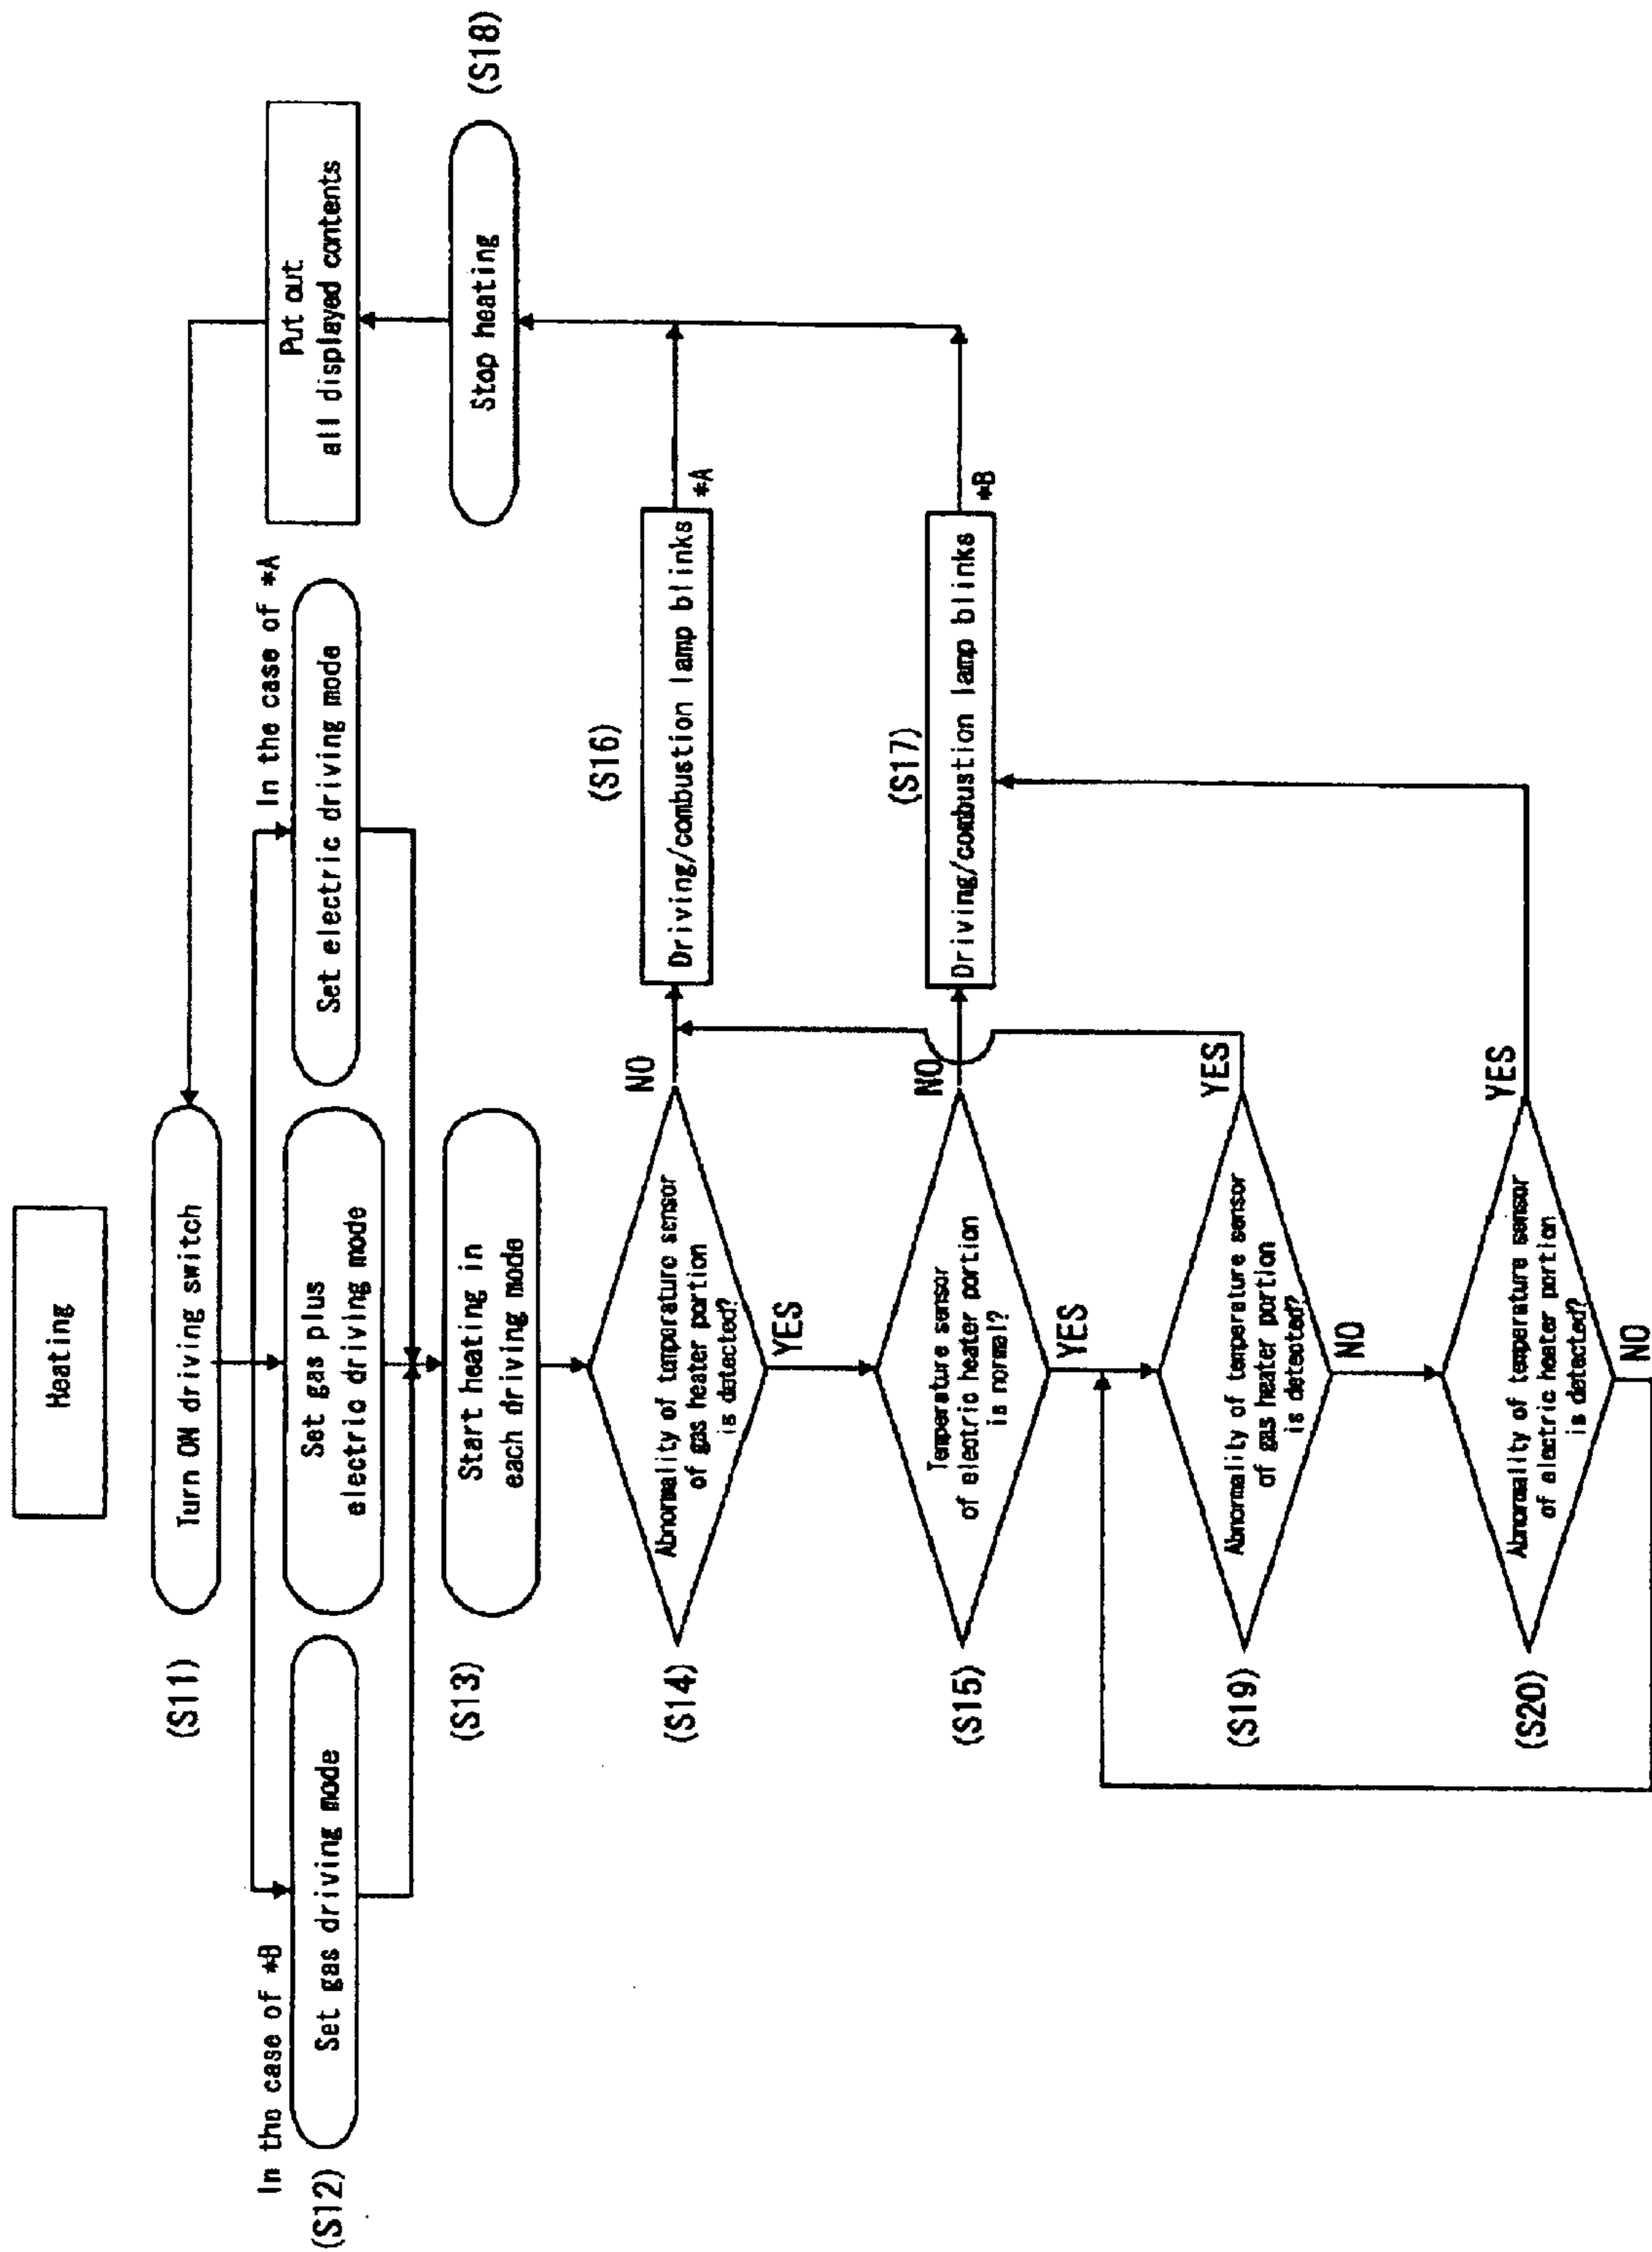 Heating
(S11)
Turn ON driving switch
In the case of *B
(S12)
Set gas driving mode
Set gas plus
electric driving mode
In the case of *A
Set electric driving mode
Put out
all displayed contents
(S13)
Start heating in
each driving mode
Stop heating
(S18)
(S14)
Abnormality of temperature sensor
of gas heater portion
is detected?
NO
YES
(S16)
Driving/combustion lamp blinks
*A
(S15)
Temperature sensor
of electric heater portion
is normal?
NO
YES
(S17)
Driving/combustion lamp blinks
*B
(S19)
Abnormality of temperature sensor
of gas heater portion
is detected?
YES
NO
(S20)
Abnormality of temperature sensor
of electric heater portion
is detected?
YES
NO